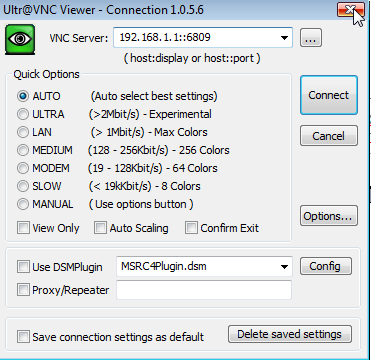 Ultr@VNC Viewer - Connection 1.0.5.6
VNC Server: 192.168.1.1::6809 ...
( host:display or host::port )
Quick Options
AUTO (Auto select best settings)
ULTRA (>2Mbit/s) - Experimental
LAN (> 1Mbit/s) - Max Colors
MEDIUM (128 - 256Kbit/s) - 256 Colors
MODEM (19 - 128Kbit/s) - 64 Colors
SLOW (< 19kKbit/s) - 8 Colors
MANUAL ( Use options button )
View Only Auto Scaling Confirm Exit
Connect
Cancel
Options...
Use DSMPlugin MSRC4Plugin.dsm Config
Proxy/Repeater
Save connection settings as default Delete saved settings